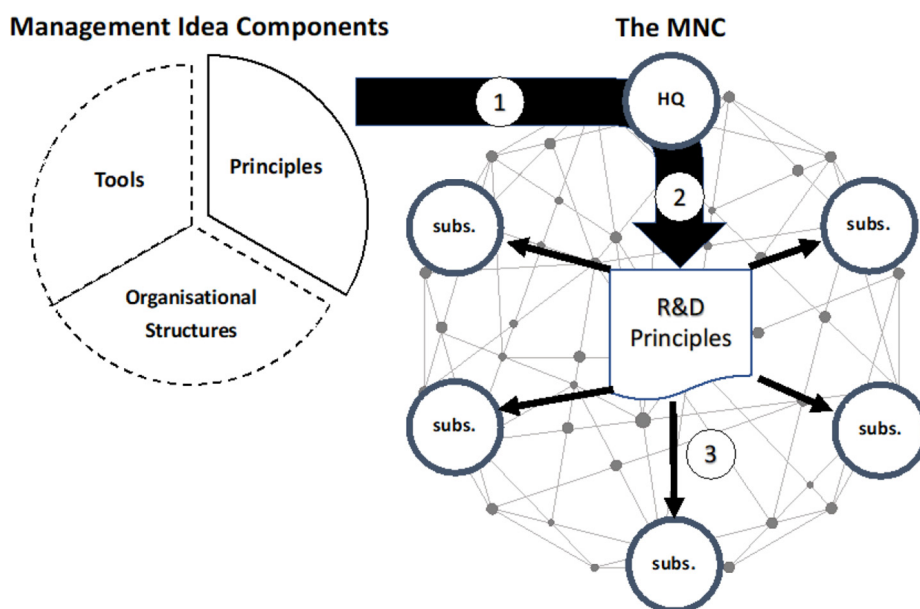 Management Idea Components
The MNC
Tools
Principles
Organisational
Structures
1
HQ
2
subs.
subs.
R&D
Principles
subs.
subs.
3
subs.